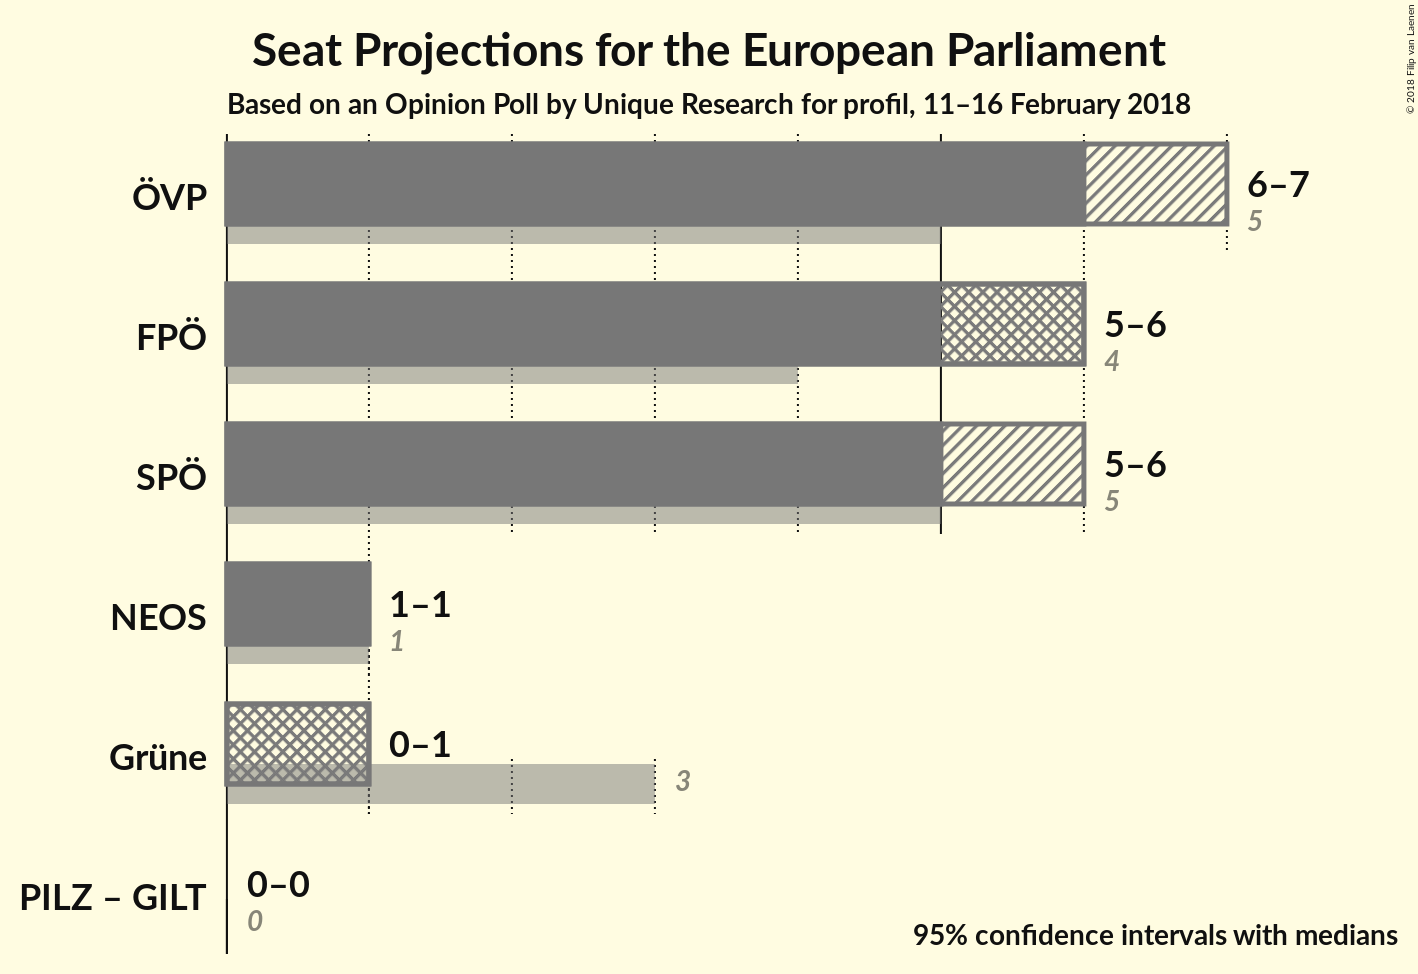 Seat Projections for the European Parliament
Based on an Opinion Poll by Unique Research for profil, 11–16 February 2018
© 2018 Filip van Laenen
ÖVP
6–7
5
FPÖ
5–6
4
SPÖ
5–6
5
NEOS
1–1
1
Grüne
0–1
3
PILZ – GILT
0–0
0
95% confidence intervals with medians